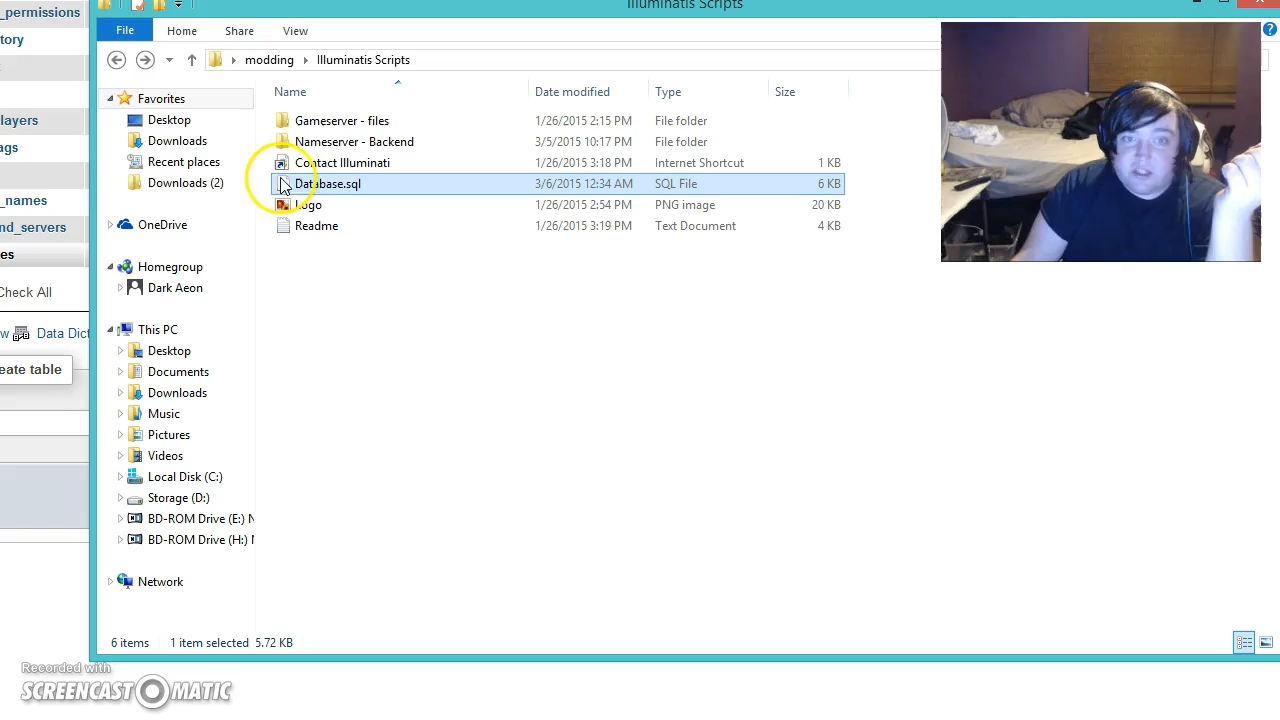 Illuminatis Scripts
_permissions
tory
layers
ags
_names
nd_servers
es
Check All
w Data Dict
eate table
File Home Share View
modding Illuminatis Scripts
Name Date modified Type Size
Favorites
Desktop
Downloads
Recent places
Downloads (2)
OneDrive
Homegroup
Dark Aeon
This PC
Desktop
Documents
Downloads
Music
Pictures
Videos
Local Disk (C:)
Storage (D:)
BD-ROM Drive (E:) N
BD-ROM Drive (H:) N
Network
Gameserver - files 1/26/2015 2:15 PM File folder
Nameserver - Backend 3/5/2015 10:17 PM File folder
Contact Illuminati 1/26/2015 3:18 PM Internet Shortcut 1 KB
Database.sql 3/6/2015 12:34 AM SQL File 6 KB
Logo 1/26/2015 2:54 PM PNG image 20 KB
Readme 1/26/2015 3:19 PM Text Document 4 KB
6 items 1 item selected 5.72 KB
Recorded with
SCREENCAST MATIC